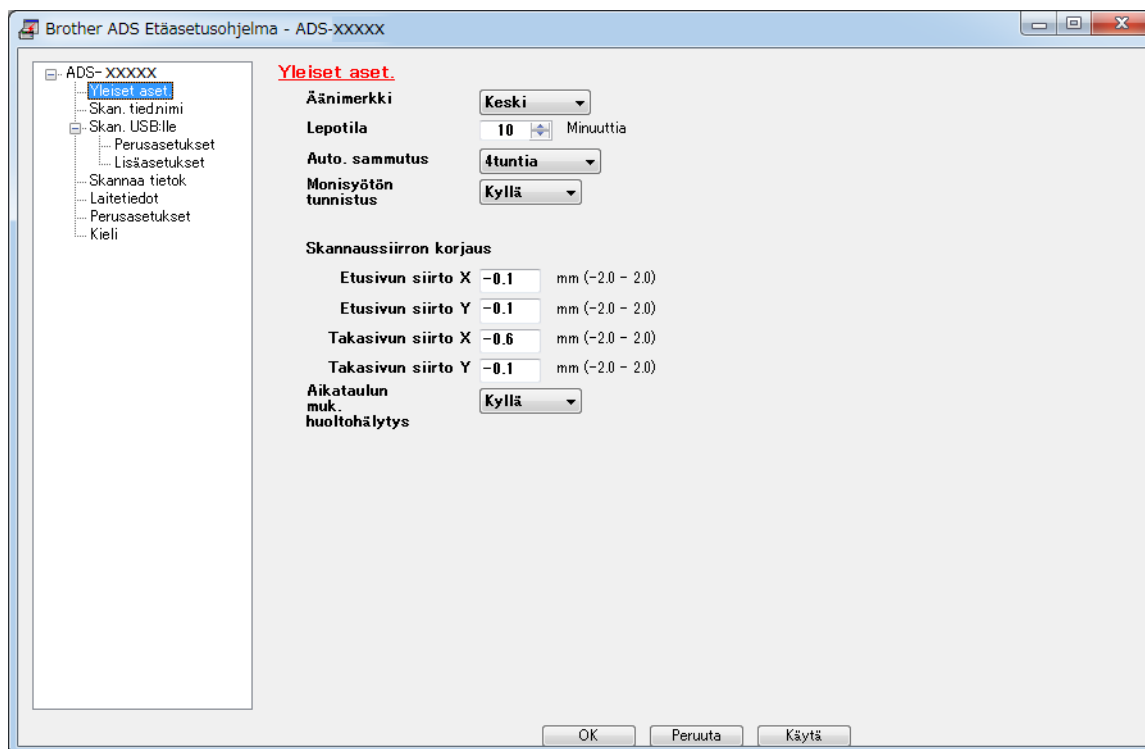 Brother ADS Etäasetusohjelma - ADS-XXXXX
ADS- XXXXX
Yleiset aset.
Skan. tied.nimi
Skan. USB:lle
Perusasetukset
Lisäasetukset
Skannaa tietok
Laitetiedot
Perusasetukset
Kieli
Yleiset aset.
Äänimerkki Keski
Lepotila 10 Minuuttia
Auto. sammutus 4tuntia
Monisyötön
tunnistus Kyllä
Skannaussiirron korjaus
Etusivun siirto X -0.1 mm (-2.0 - 2.0)
Etusivun siirto Y -0.1 mm (-2.0 - 2.0)
Takasivun siirto X -0.6 mm (-2.0 - 2.0)
Takasivun siirto Y -0.1 mm (-2.0 - 2.0)
Aikataulun
muk. Kyllä
huoltohälytys
OK Peruuta Käytä